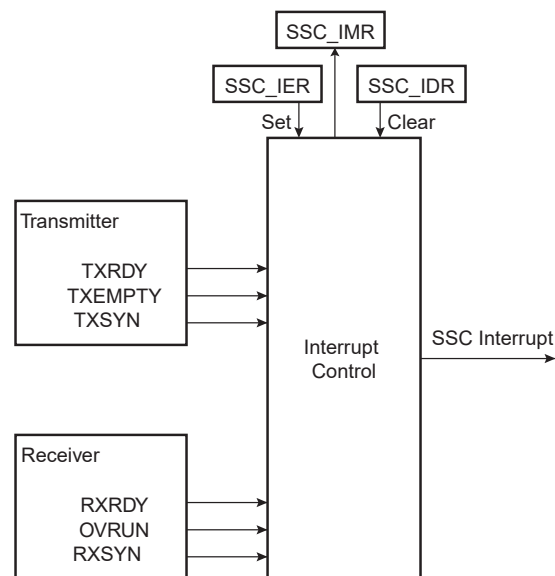 SSC_IMR
SSC_IER
SSC_IDR
Set
Clear
Transmitter
TXRDY
TXEMPTY
TXSYN
Interrupt
Control
SSC Interrupt
Receiver
RXRDY
OVRUN
RXSYN